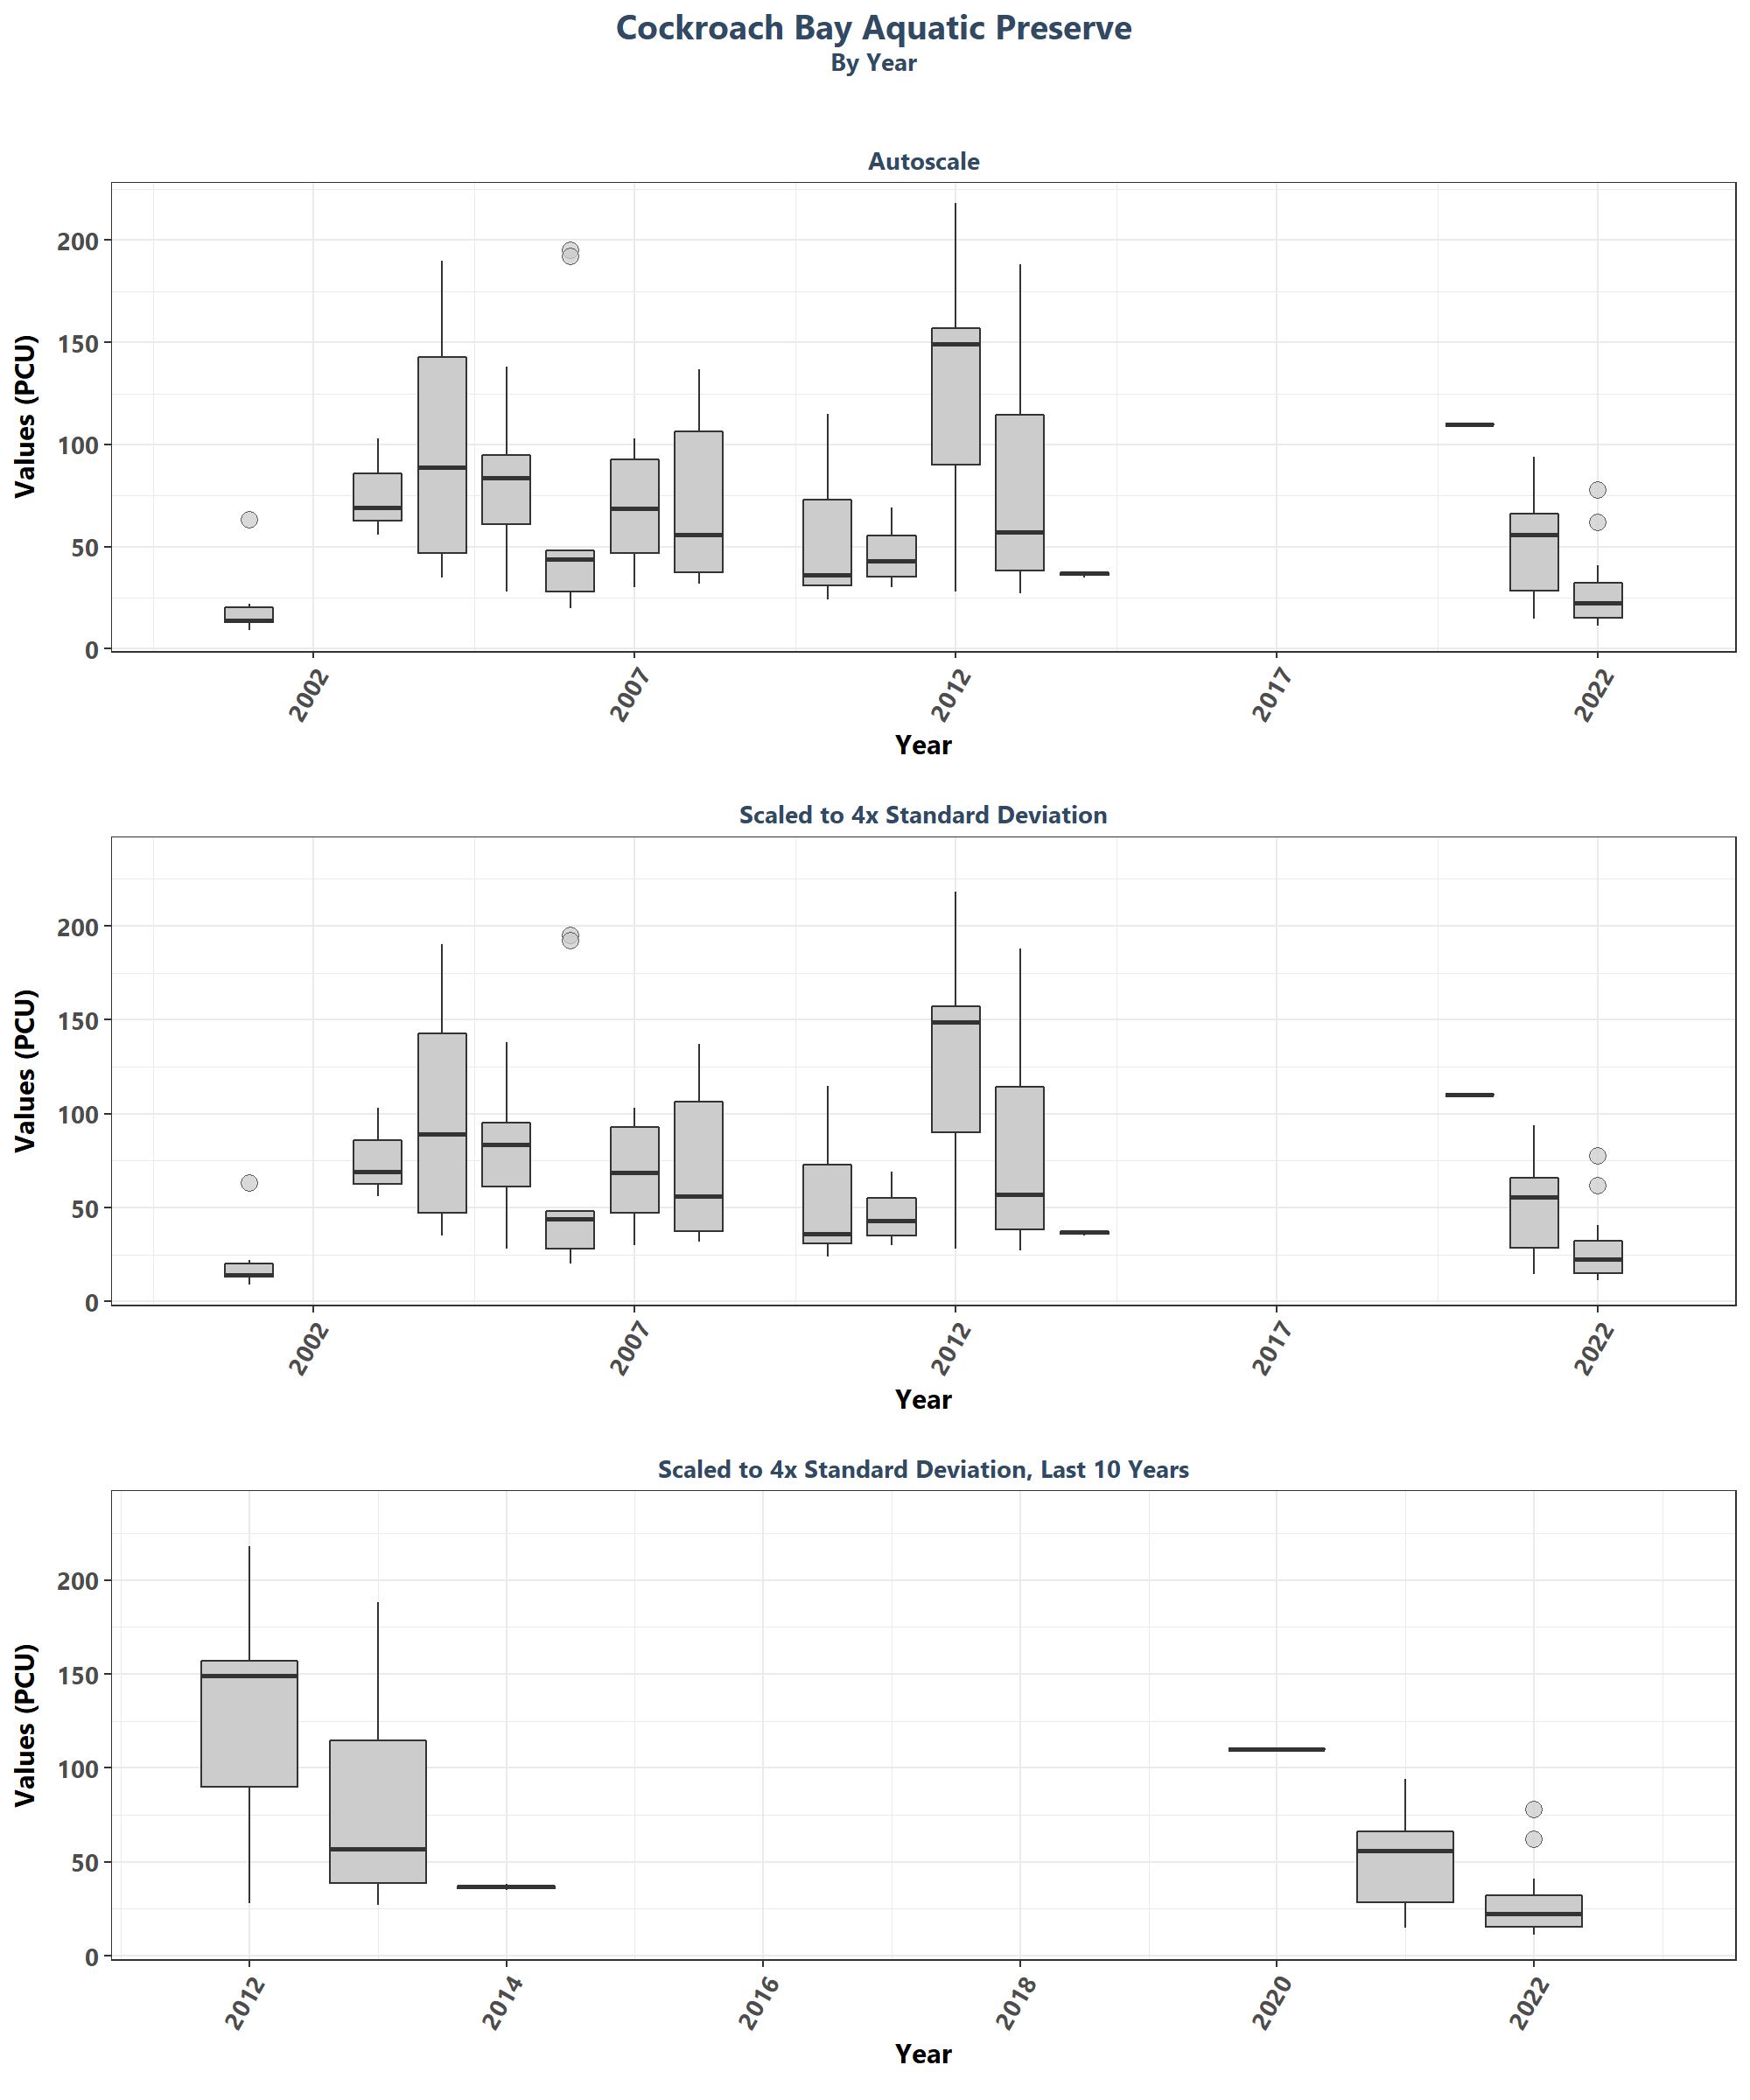 Cockroach Bay Aquatic Preserve
By Year
Autoscale
Values (PCU)
200
150
100
50
0
2002 2007 2012 2017 2022
Year
Scaled to 4x Standard Deviation
Values (PCU)
200
150
100
50
0
2002 2007 2012 2017 2022
Year
Scaled to 4x Standard Deviation, Last 10 Years
Values (PCU)
200
150
100
50
0
2012 2014 2016 2018 2020 2022
Year